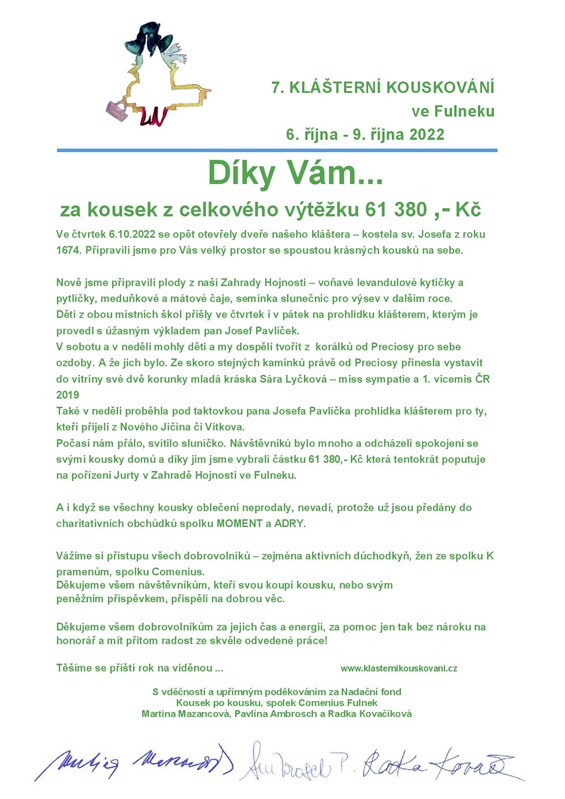 7. KLÁŠTERNÍ KOUSKOVÁNÍ
ve Fulneku
6. října - 9. října 2022
Díky Vám...
za kousek z celkového výtěžku 61 380 ,- Kč
Ve čtvrtek 6.10.2022 se opět otevřely dveře našeho kláštera – kostela sv. Josefa z roku
1674. Připravili jsme pro Vás velký prostor se spoustou krásných kousků na sebe.
Nově jsme připravili plody z naší Zahrady Hojnosti – voňavé levandulové kytičky a
pytličky, meduňkové a mátové čaje, semínka slunečnic pro výsev v dalším roce.
Děti z obou místních škol přišly ve čtvrtek i v pátek na prohlídku klášterem, kterým je
provedl s úžasným výkladem pan Josef Pavlíček.
V sobotu a v neděli mohly děti a my dospělí tvořit z korálků od Preciosy pro sebe
ozdoby. A že jich bylo. Ze skoro stejných kamínků právě od Preciosy přinesla vystavit
do vitríny své dvě korunky mladá kráska Sára Lyčková – miss sympatie a 1. vicemis ČR
2019
Také v neděli proběhla pod taktovkou pana Josefa Pavlíčka prohlídka klášterem pro ty,
kteří přijeli z Nového Jičína či Vítkova.
Počasí nám přálo, svítilo sluníčko. Návštěvníků bylo mnoho a odcházeli spokojení se
svými kousky domů a díky jim jsme vybrali částku 61 380,- Kč která tentokrát poputuje
na pořízení Jurty v Zahradě Hojnosti ve Fulneku.
A i když se všechny kousky oblečení neprodaly, nevadí, protože už jsou předány do
charitativních obchůdků spolku MOMENT a ADRY.
Vážíme si přístupu všech dobrovolníků – zejména aktivních důchodkyň, žen ze spolku K
pramenům, spolku Comenius.
Děkujeme všem návštěvníkům, kteří svou koupí kousku, nebo svým
peněžním příspěvkem, přispěli na dobrou věc.
Děkujeme všem dobrovolníkům za jejich čas a energii, za pomoc jen tak bez nároku na
honorář a mít přitom radost ze skvěle odvedené práce!
Těšíme se příští rok na viděnou ... www.klasternikouskovani.cz
S vděčností a upřímným poděkováním za Nadační fond
Kousek po kousku, spolek Comenius Fulnek
Martina Mazancová, Pavlína Ambrosch a Radka Kovačíková
Ambrosch P. Radka Kovač